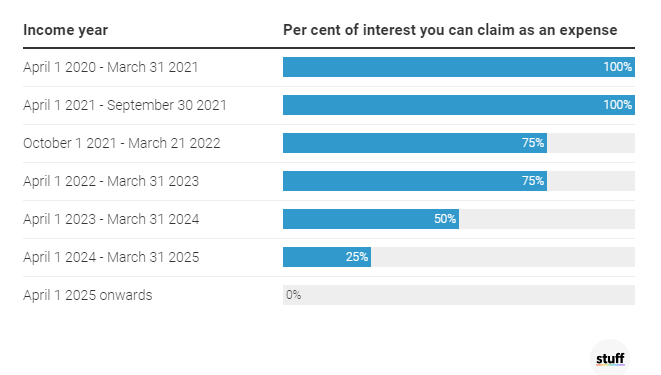 Income year Per cent of interest you can claim as an expense
April 1 2020 - March 31 2021 100%
April 1 2021 - September 30 2021 100%
October 1 2021 - March 21 2022 75%
April 1 2022 - March 31 2023 75%
April 1 2023 - March 31 2024 50%
April 1 2024 - March 31 2025 25%
April 1 2025 onwards 0%
stuff